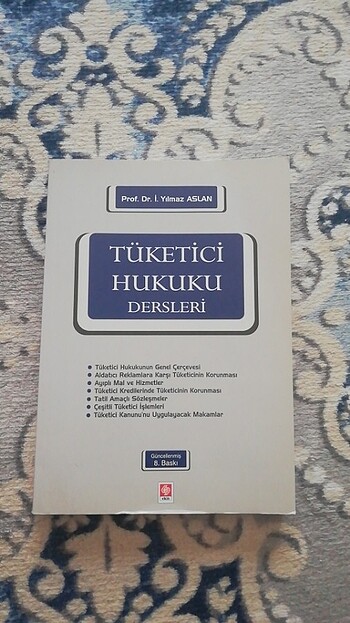 Prof. Dr. İ. Yılmaz ASLAN
TÜKETİCİ
HUKUKU
DERSLERİ
Tüketici Hukukunun Genel Çerçevesi
Aldatıcı Reklamlara Karşı Tüketicinin Korunması
Ayıplı Mal ve Hizmetler
Tüketici Kredilerinde Tüketicinin Korunması
Tatil Amaçlı Sözleşmeler
Çeşitli Tüketici İşlemleri
Tüketici Kanunu'nu Uygulayacak Makamlar
Güncellenmiş
8. Baskı